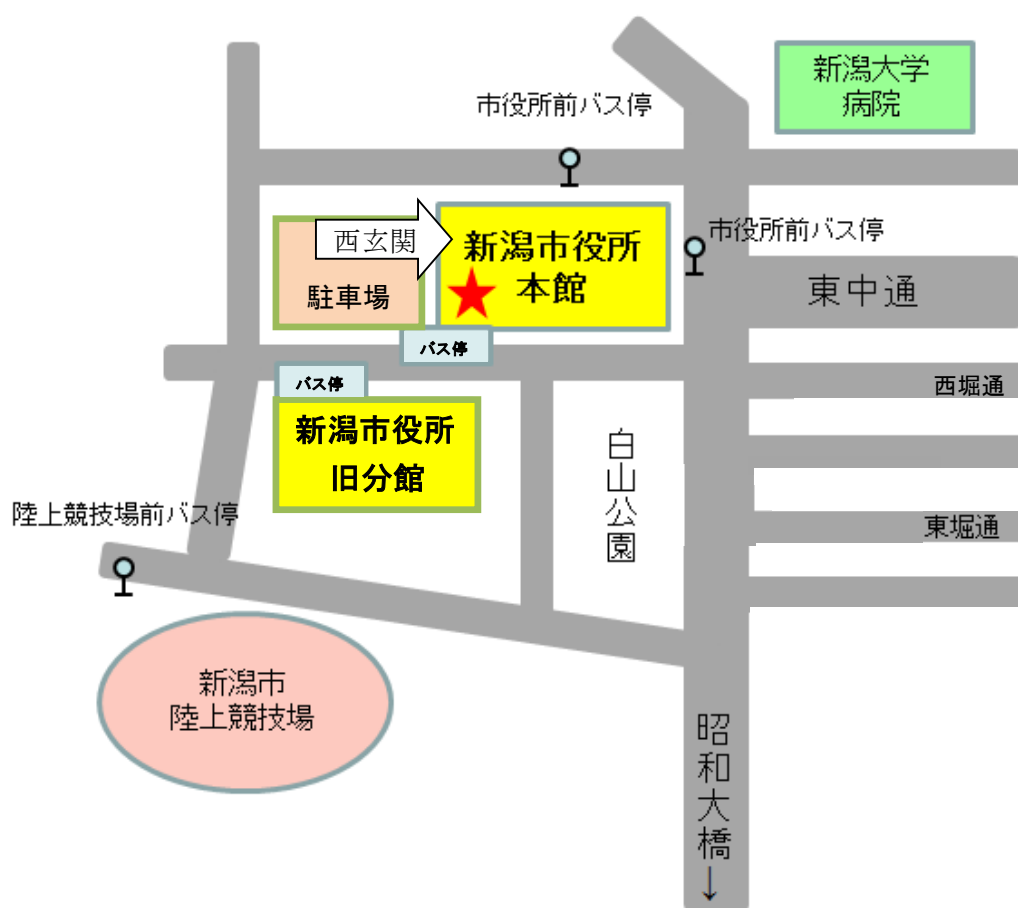 新潟大学
病院
市役所前バス停
市役所前バス停
西玄関
新潟市役所
本館
駐車場
東中通
バス停
バス停
西堀通
新潟市役所
旧分館
白山公園
陸上競技場前バス停
東堀通
新潟市
陸上競技場
昭和大橋
↓